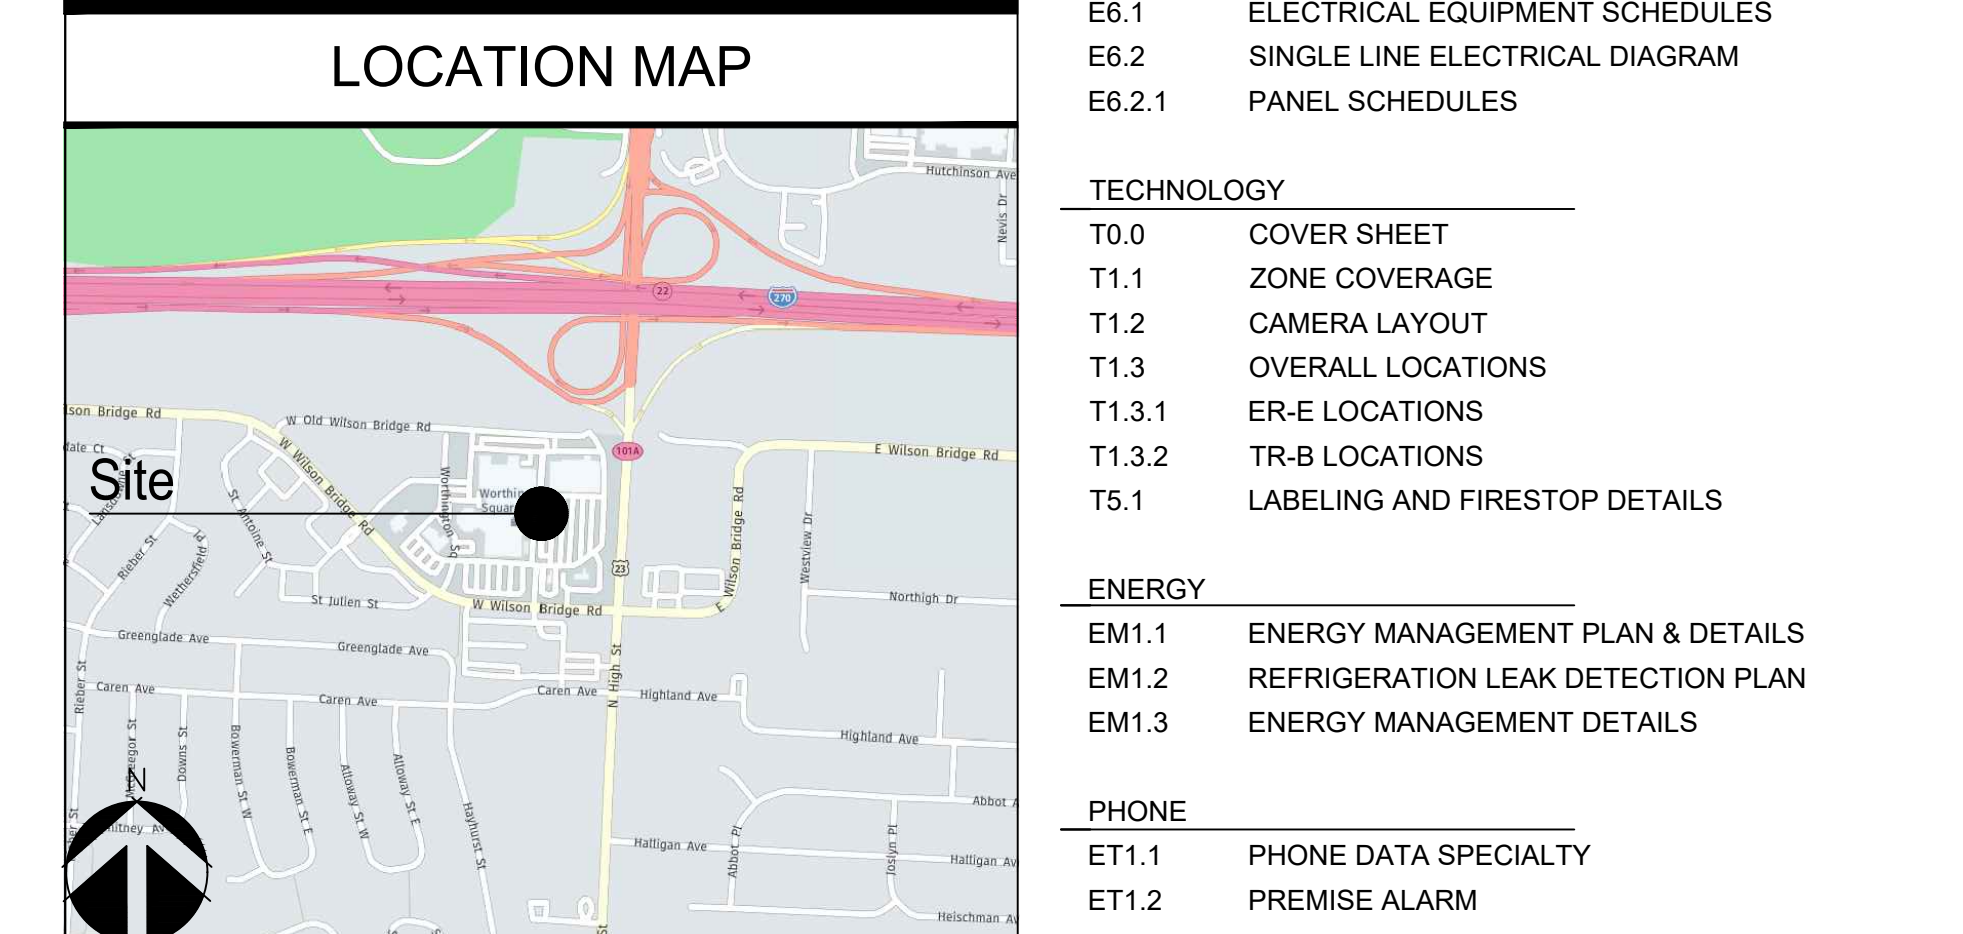 LOCATION MAP
Hutchinson Ave
Nevis Dr
22
270
Wilson Bridge Rd
W Old Wilson Bridge Rd
W Wilson Bridge Rd
101A
E Wilson Bridge Rd
Site
Worthington Sq
St Antoine St
Rieber St
Wethersfield Pl
E Wilson Bridge Rd
Westview Dr
23
St Julien St
W Wilson Bridge Rd
Northigh Dr
Greenglade Ave
Greenglade Ave
Rieber St
Caren Ave
Caren Ave
Caren Ave
N High St
Highland Ave
Highland Ave
McGreegor St
Downs St
Bowerman St W
Bowerman St E
Alloway St W
Alloway St E
Hayhurst St
N
Abbot
Halligan Ave
Abbot Pl
Joslyn Pl
Halligan Av
Heischman Av
St
E6.1 ELECTRICAL EQUIPMENT SCHEDULES
E6.2 SINGLE LINE ELECTRICAL DIAGRAM
E6.2.1 PANEL SCHEDULES
TECHNOLOGY
T0.0 COVER SHEET
T1.1 ZONE COVERAGE
T1.2 CAMERA LAYOUT
T1.3 OVERALL LOCATIONS
T1.3.1 ER-E LOCATIONS
T1.3.2 TR-B LOCATIONS
T5.1 LABELING AND FIRESTOP DETAILS
ENERGY
EM1.1 ENERGY MANAGEMENT PLAN & DETAILS
EM1.2 REFRIGERATION LEAK DETECTION PLAN
EM1.3 ENERGY MANAGEMENT DETAILS
PHONE
ET1.1 PHONE DATA SPECIALTY
ET1.2 PREMISE ALARM